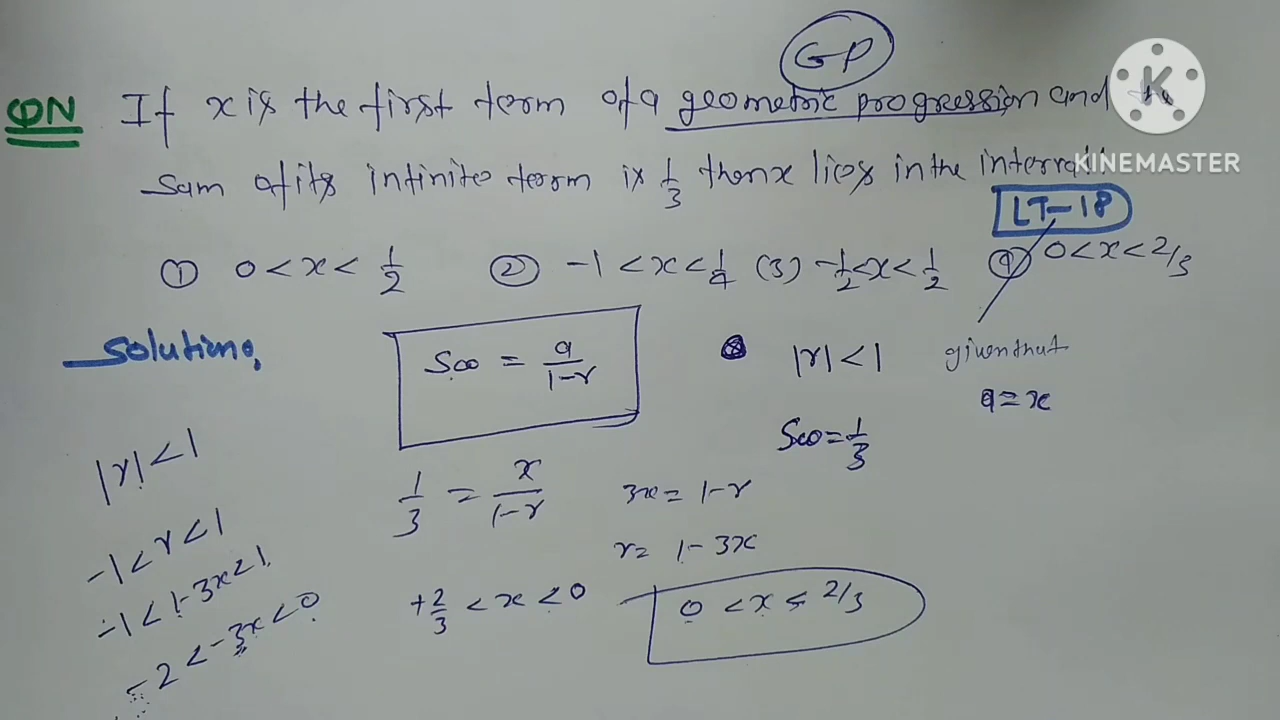 GP
QN If x is the first term of a geometric progression and the
K
KINEMASTER
Sum of its infinite term is 1/3 then x lies in the interval
LT-18
① 0 < x < 1/2 ② -1 < x < 1/4 (3) -1/2 < x < 1/2 ④ 0 < x < 2/3
Solution,
S∞ = a/(1-r)
|r| < 1
given that
a = x
S∞ = 1/3
|r| < 1
1/3 = x/(1-r) 3x = 1-r
-1 < r < 1
r = 1-3x
-1 < 1-3x < 1
+2/3 < x < 0 0 < x < 2/3
-2 < -3x < 0